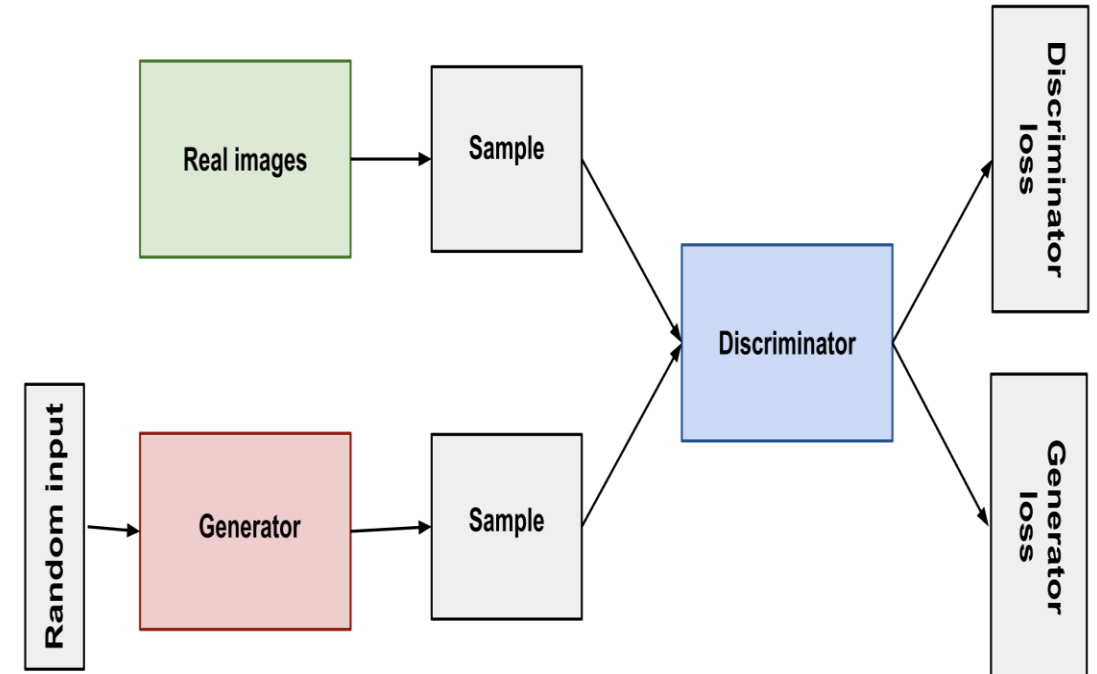 Real images
Sample
Discriminator
loss
Discriminator
Random input
Generator
Sample
Generator
loss